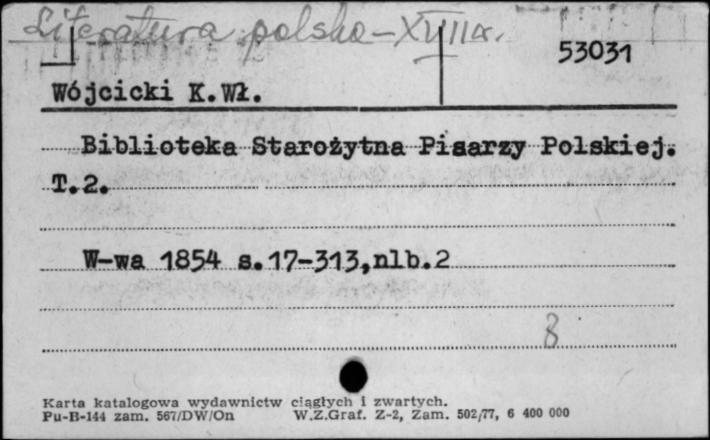 Literatura polska - XVIII w.
53031
Wójcicki K.Wł.
Biblioteka Starożytna Pisarzy Polskiej.
T.2.
W-wa 1854 s.17-313,nlb.2
8
Karta katalogowa wydawnictw ciągłych i zwartych.
Pu-B-144 zam. 567/DW/On W.Z.Graf. Z-2, Zam. 502/77, 6 400 000